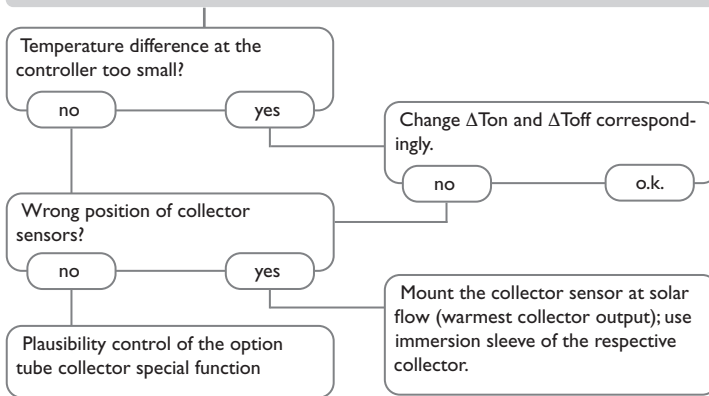 Temperature difference at the
controller too small?
no
yes
Change ΔTon and ΔToff correspond-
ingly.
no
o.k.
Wrong position of collector
sensors?
no
yes
Mount the collector sensor at solar
flow (warmest collector output); use
immersion sleeve of the respective
collector.
Plausibility control of the option
tube collector special function